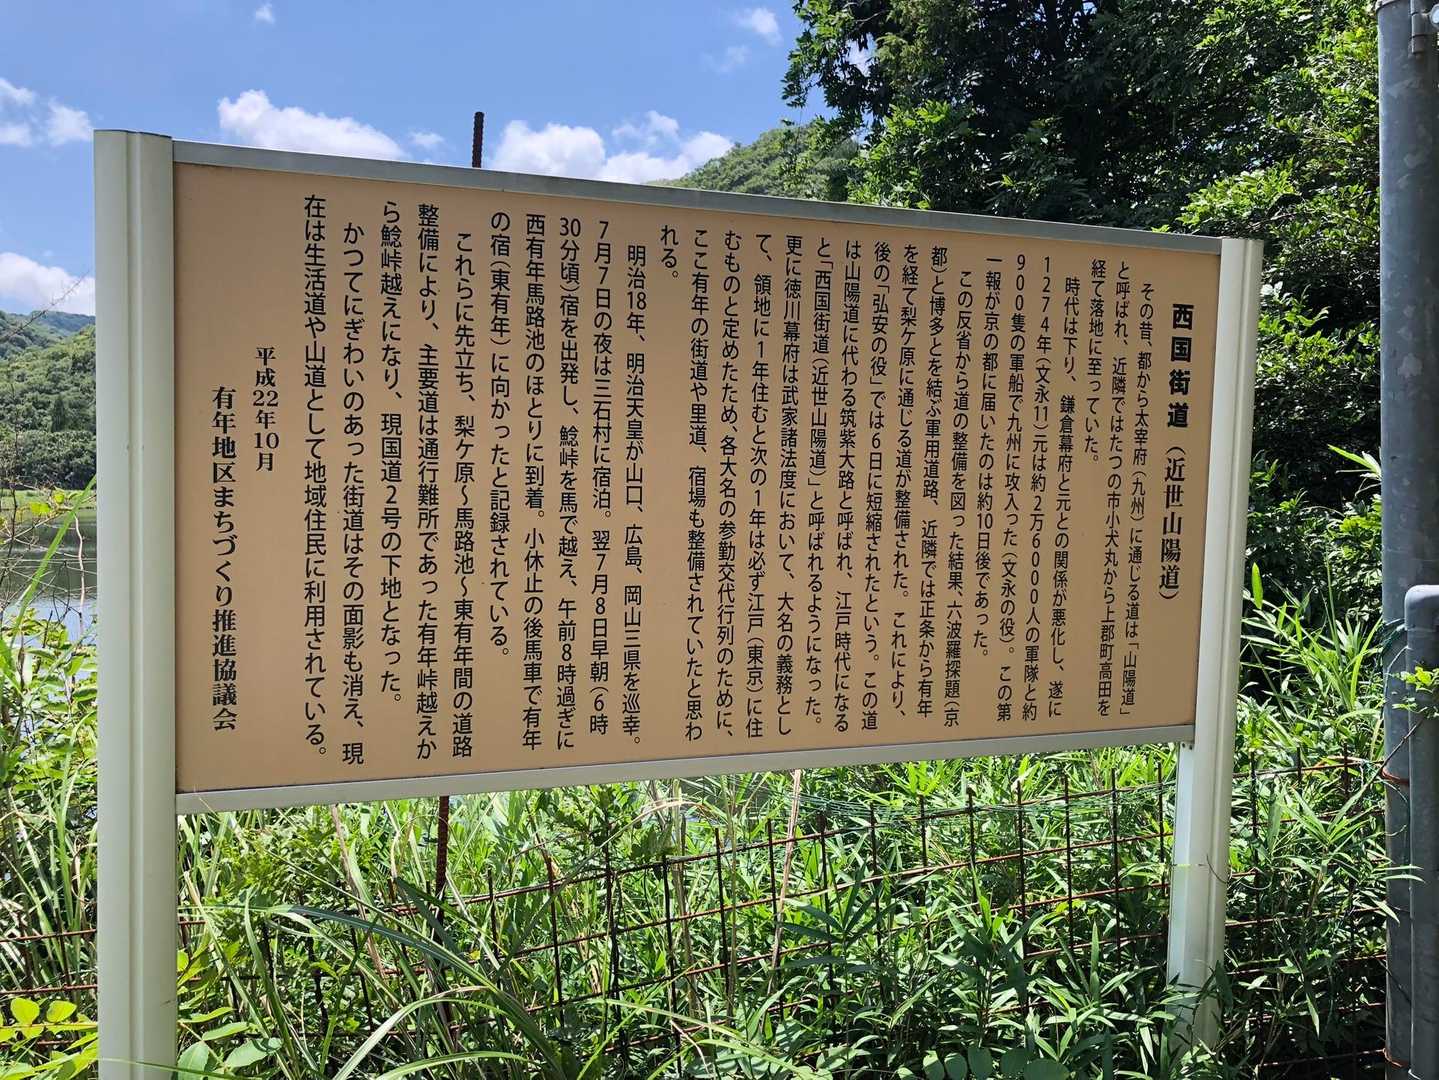 西国街道（近世山陽道）
その昔、都から太宰府（九州）に通じる道は「山陽道」
と呼ばれ、近隣ではたつの市小犬丸から上郡町高田を
経て落地に至っていた。
時代は下り、鎌倉幕府と元との関係が悪化し、遂に
1274年（文永11）元は約2万6000人の軍隊と約
900隻の軍船で九州に攻入った（文永の役）。この第
一報が京の都に届いたのは約10日後であった。
この反省から道の整備を図った結果、六波羅探題（京
都）と博多とを結ぶ軍用道路、近隣では正条から有年
を経て梨ケ原に通じる道が整備された。これにより、
後の「弘安の役」では6日に短縮されたという。この道
は山陽道に代わる筑紫大路と呼ばれ、江戸時代になる
と「西国街道（近世山陽道）」と呼ばれるようになった。
更に徳川幕府は武家諸法度において、大名の義務とし
て、領地に1年住むと次の1年は必ず江戸（東京）に住
むものと定めたため、各大名の参勤交代行列のために、
ここ有年の街道や里道、宿場も整備されていたと思わ
れる。
明治18年、明治天皇が山口、広島、岡山三県を巡幸。
7月7日の夜は三石村に宿泊。翌7月8日早朝（6時
30分頃）宿を出発し、鯰峠を馬で越え、午前8時過ぎに
西有年馬路池のほとりに到着。小休止の後馬車で有年
の宿（東有年）に向かったと記録されている。
これらに先立ち、梨ケ原～馬路池～東有年間の道路
整備により、主要道は通行難所であった有年峠越えか
ら鯰峠越えになり、現国道2号の下地となった。
かつてにぎわいのあった街道はその面影も消え、現
在は生活道や山道として地域住民に利用されている。
平成22年10月
有年地区まちづくり推進協議会